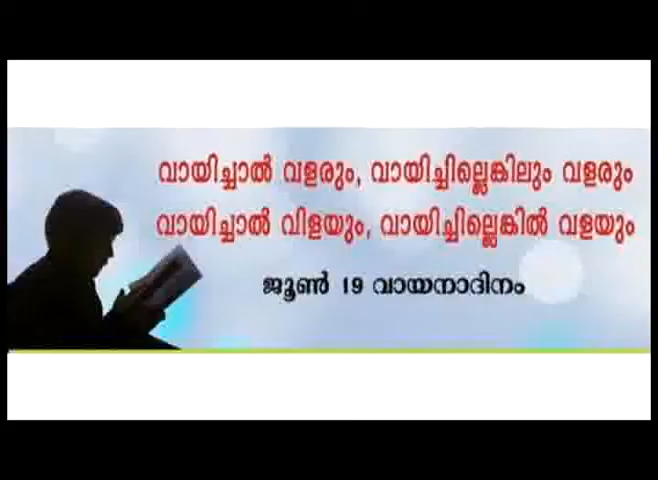 വായിച്ചാൽ വളരും, വായിച്ചില്ലെങ്കിലും വളരും
വായിച്ചാൽ വിളയും, വായിച്ചില്ലെങ്കിൽ വളയും
ജൂൺ 19 വായനാദിനം